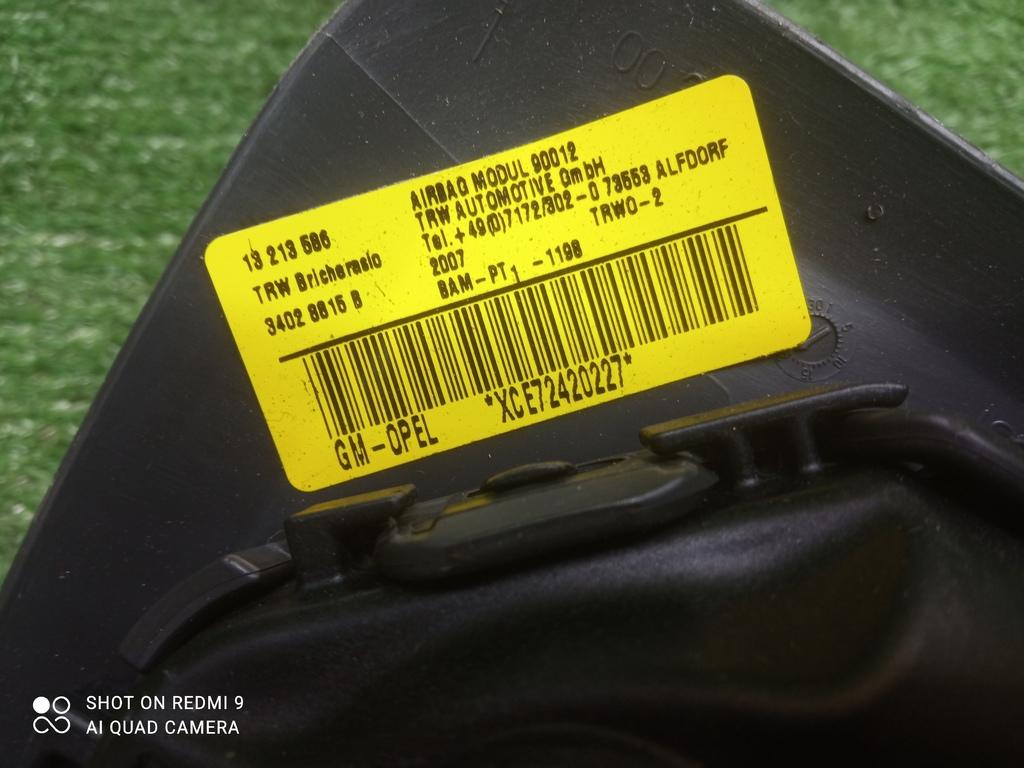 AIRBAG MODUL 90012
TRW AUTOMOTIVE GmbH
Tel.+49(0)7172/302-0 73553 ALFDORF
13 213 586
TRW Bricherasio
2007
TRWO-2
3402 8815 B
BAM-PT1 -1198
*XCE72420227*
GM-OPEL
SHOT ON REDMI 9
AI QUAD CAMERA